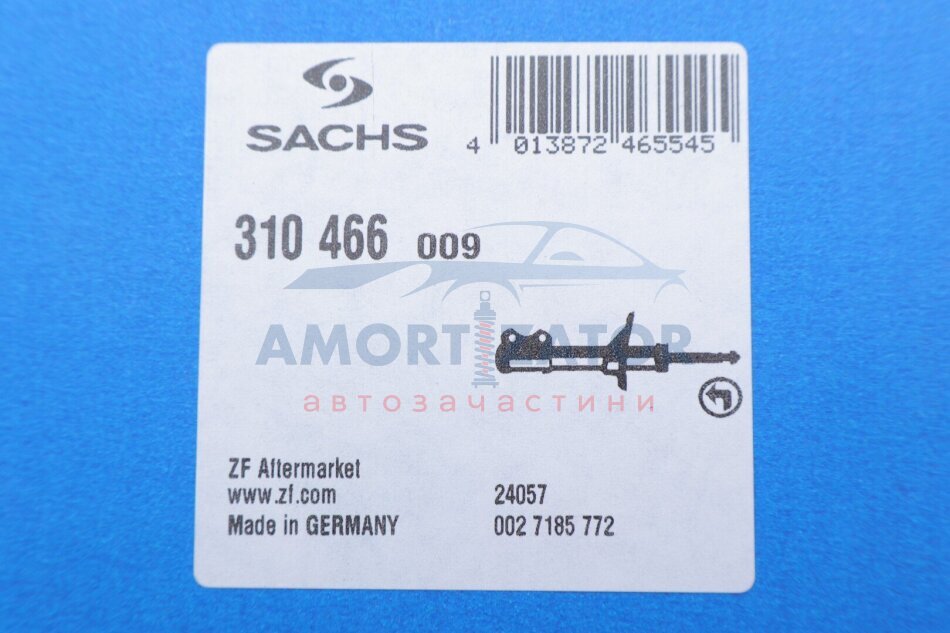 SACHS
4 013872 465545
310 466 009
AMORTIZATOR
автозачастини
ZF Aftermarket
www.zf.com 24057
Made in GERMANY 002 7185 772